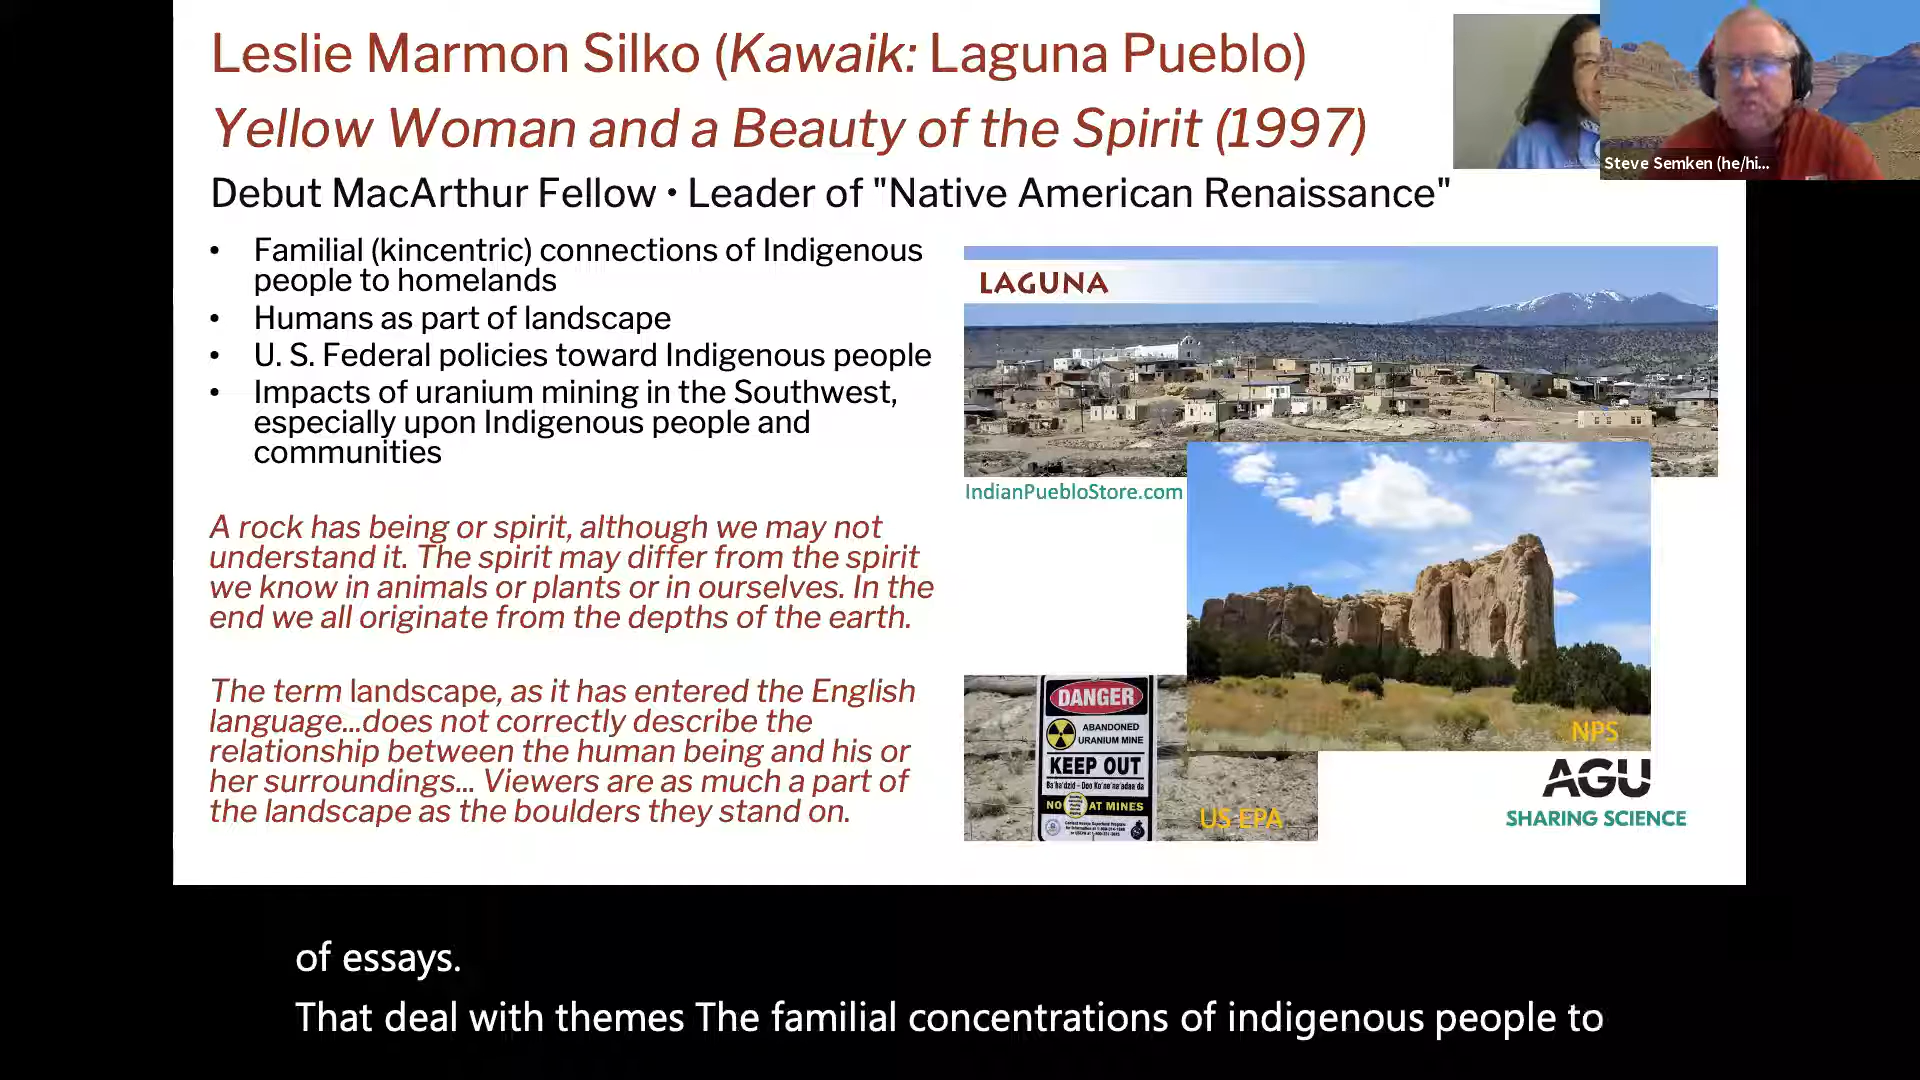 Leslie Marmon Silko (Kawaik: Laguna Pueblo)
Yellow Woman and a Beauty of the Spirit (1997)
Debut MacArthur Fellow • Leader of "Native American Renaissance"
• Familial (kincentric) connections of Indigenous
people to homelands
• Humans as part of landscape
• U. S. Federal policies toward Indigenous people
• Impacts of uranium mining in the Southwest,
especially upon Indigenous people and
communities
A rock has being or spirit, although we may not
understand it. The spirit may differ from the spirit
we know in animals or plants or in ourselves. In the
end we all originate from the depths of the earth.
The term landscape, as it has entered the English
language...does not correctly describe the
relationship between the human being and his or
her surroundings... Viewers are as much a part of
the landscape as the boulders they stand on.
Steve Semken (he/hi...
LAGUNA
IndianPuebloStore.com
NPS
DANGER
ABANDONED
URANIUM MINE
KEEP OUT
NO
AT MINES
US EPA
AGU
SHARING SCIENCE
of essays.
That deal with themes The familial concentrations of indigenous people to